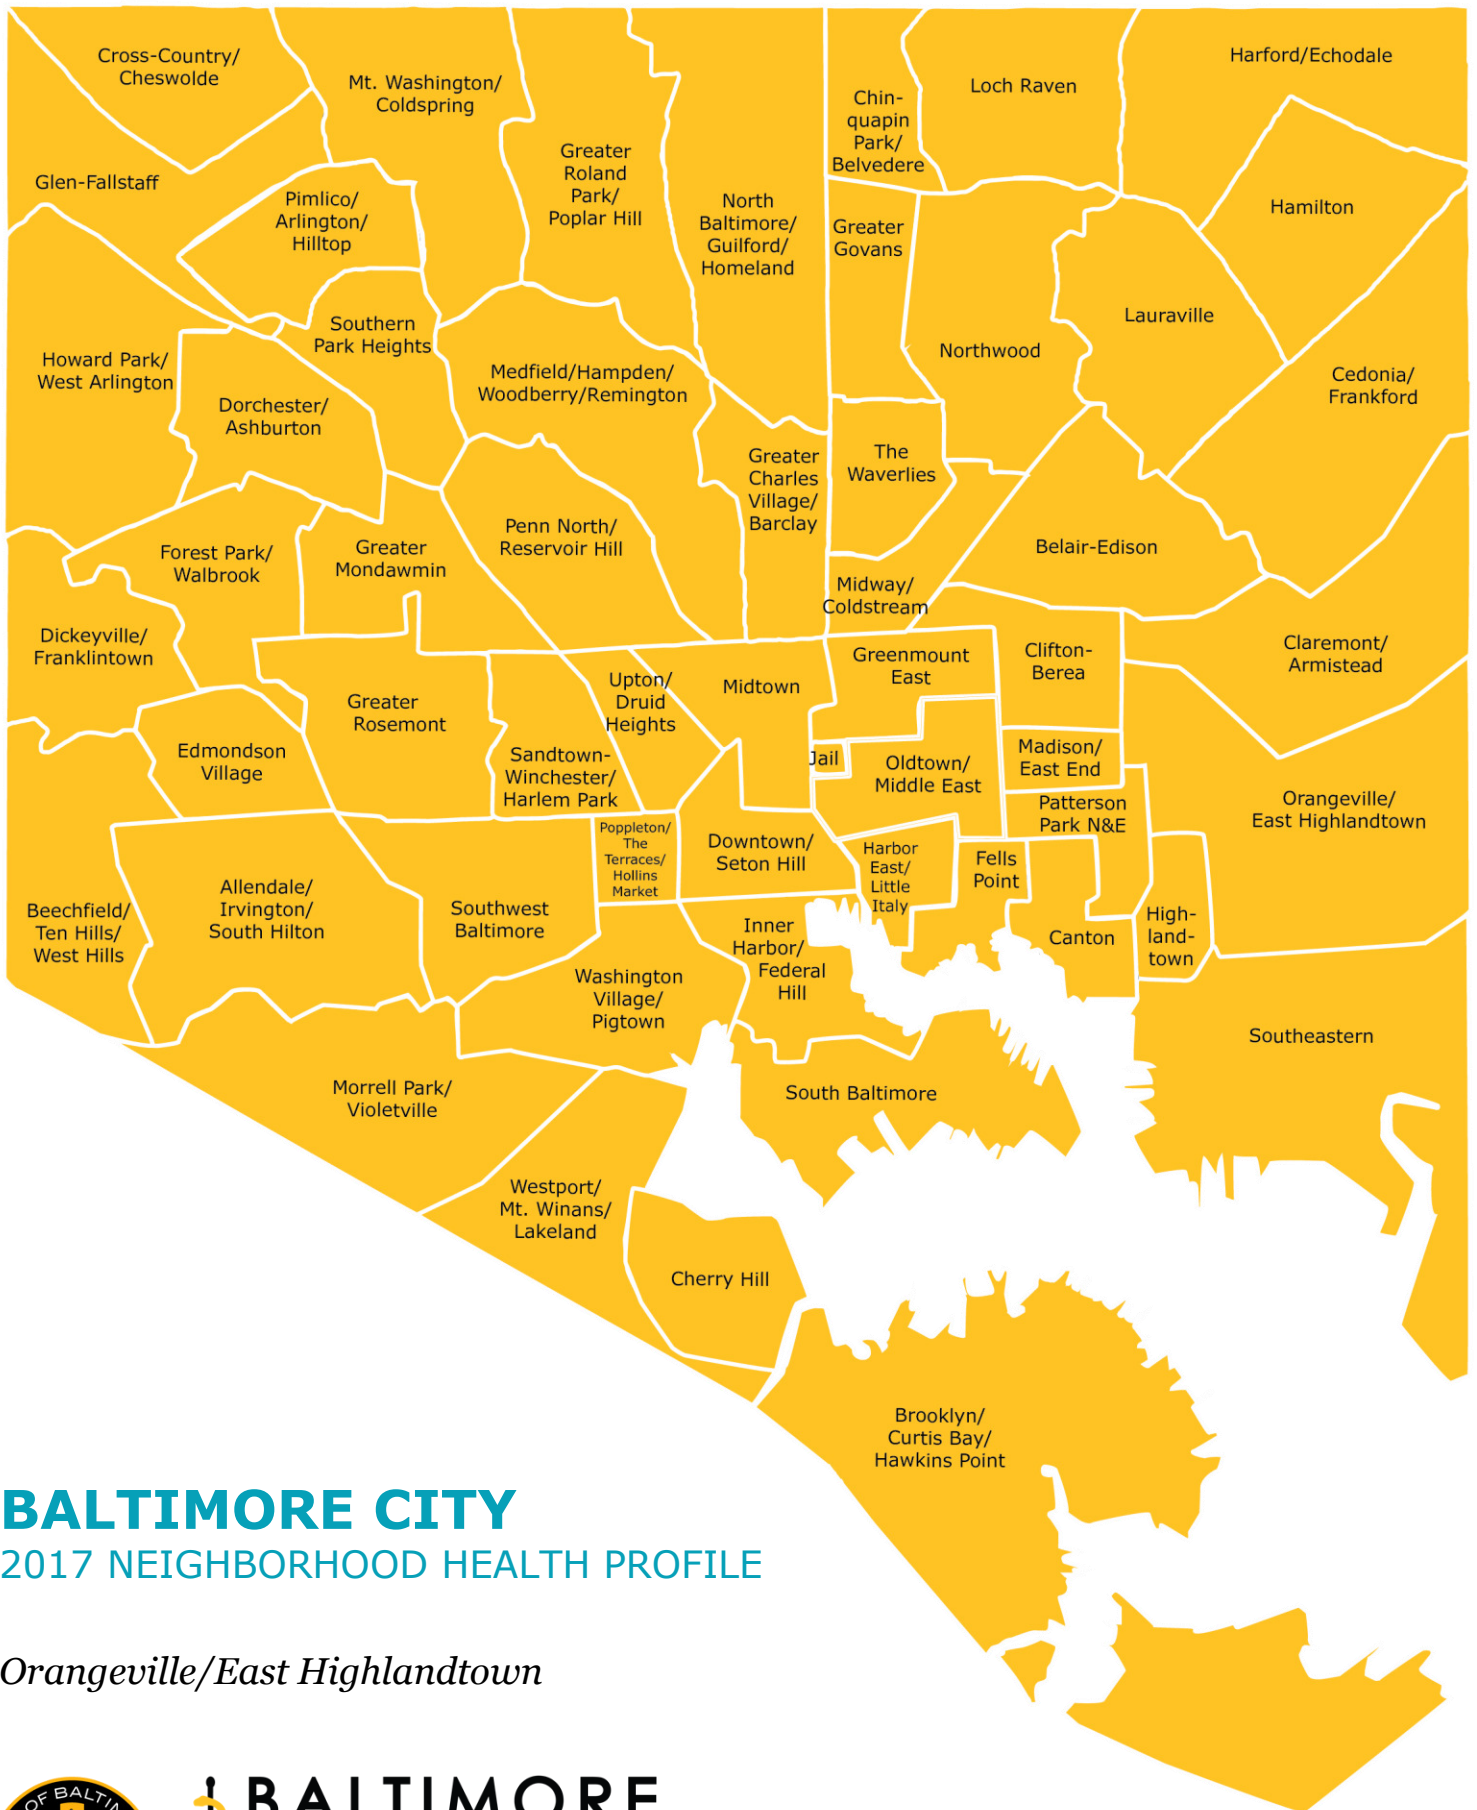 Cross-Country/
Cheswolde
Mt. Washington/
Coldspring
Greater
Roland
Park/
Poplar Hill
North
Baltimore/
Guilford/
Homeland
Chin-
quapin
Park/
Belvedere
Loch Raven
Harford/Echodale
Glen-Fallstaff
Pimlico/
Arlington/
Hilltop
Greater
Govans
Hamilton
Southern
Park Heights
Lauraville
Northwood
Howard Park/
West Arlington
Medfield/Hampden/
Woodberry/Remington
Cedonia/
Frankford
Dorchester/
Ashburton
Greater
Charles
Village/
Barclay
The
Waverlies
Penn North/
Reservoir Hill
Forest Park/
Walbrook
Greater
Mondawmin
Belair-Edison
Midway/
Coldstream
Dickeyville/
Franklintown
Greenmount
East
Clifton-
Berea
Claremont/
Armistead
Upton/
Druid
Heights
Midtown
Greater
Rosemont
Edmondson
Village
Sandtown-
Winchester/
Harlem Park
Jail
Oldtown/
Middle East
Madison/
East End
Patterson
Park N&E
Orangeville/
East Highlandtown
Poppleton/
The
Terraces/
Hollins
Market
Downtown/
Seton Hill
Harbor
East/
Little
Italy
Fells
Point
Allendale/
Irvington/
South Hilton
Beechfield/
Ten Hills/
West Hills
Southwest
Baltimore
Inner
Harbor/
Federal
Hill
Canton
High-
land-
town
Washington
Village/
Pigtown
Southeastern
Morrell Park/
Violetville
South Baltimore
Westport/
Mt. Winans/
Lakeland
Cherry Hill
Brooklyn/
Curtis Bay/
Hawkins Point
BALTIMORE CITY
2017 NEIGHBORHOOD HEALTH PROFILE
Orangeville/East Highlandtown
BALTIMORE